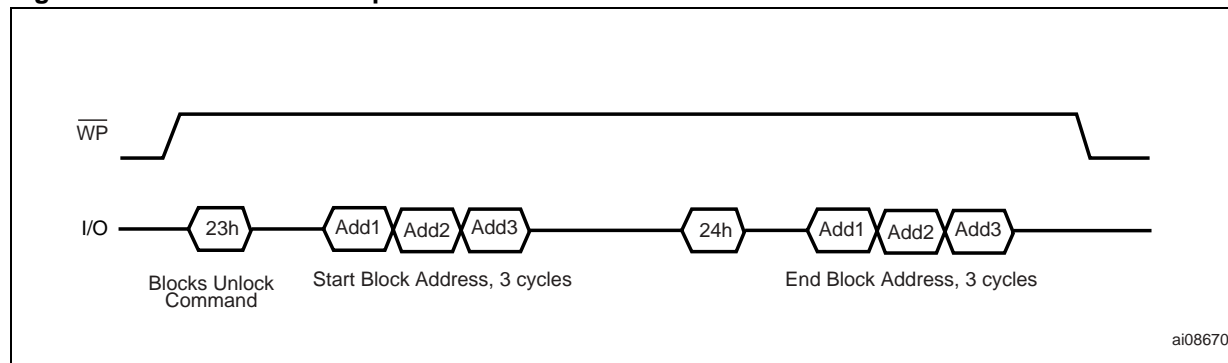 WP
I/O
23h
Add1
Add2
Add3
24h
Add1
Add2
Add3
Blocks Unlock
Command
Start Block Address, 3 cycles
End Block Address, 3 cycles
ai08670